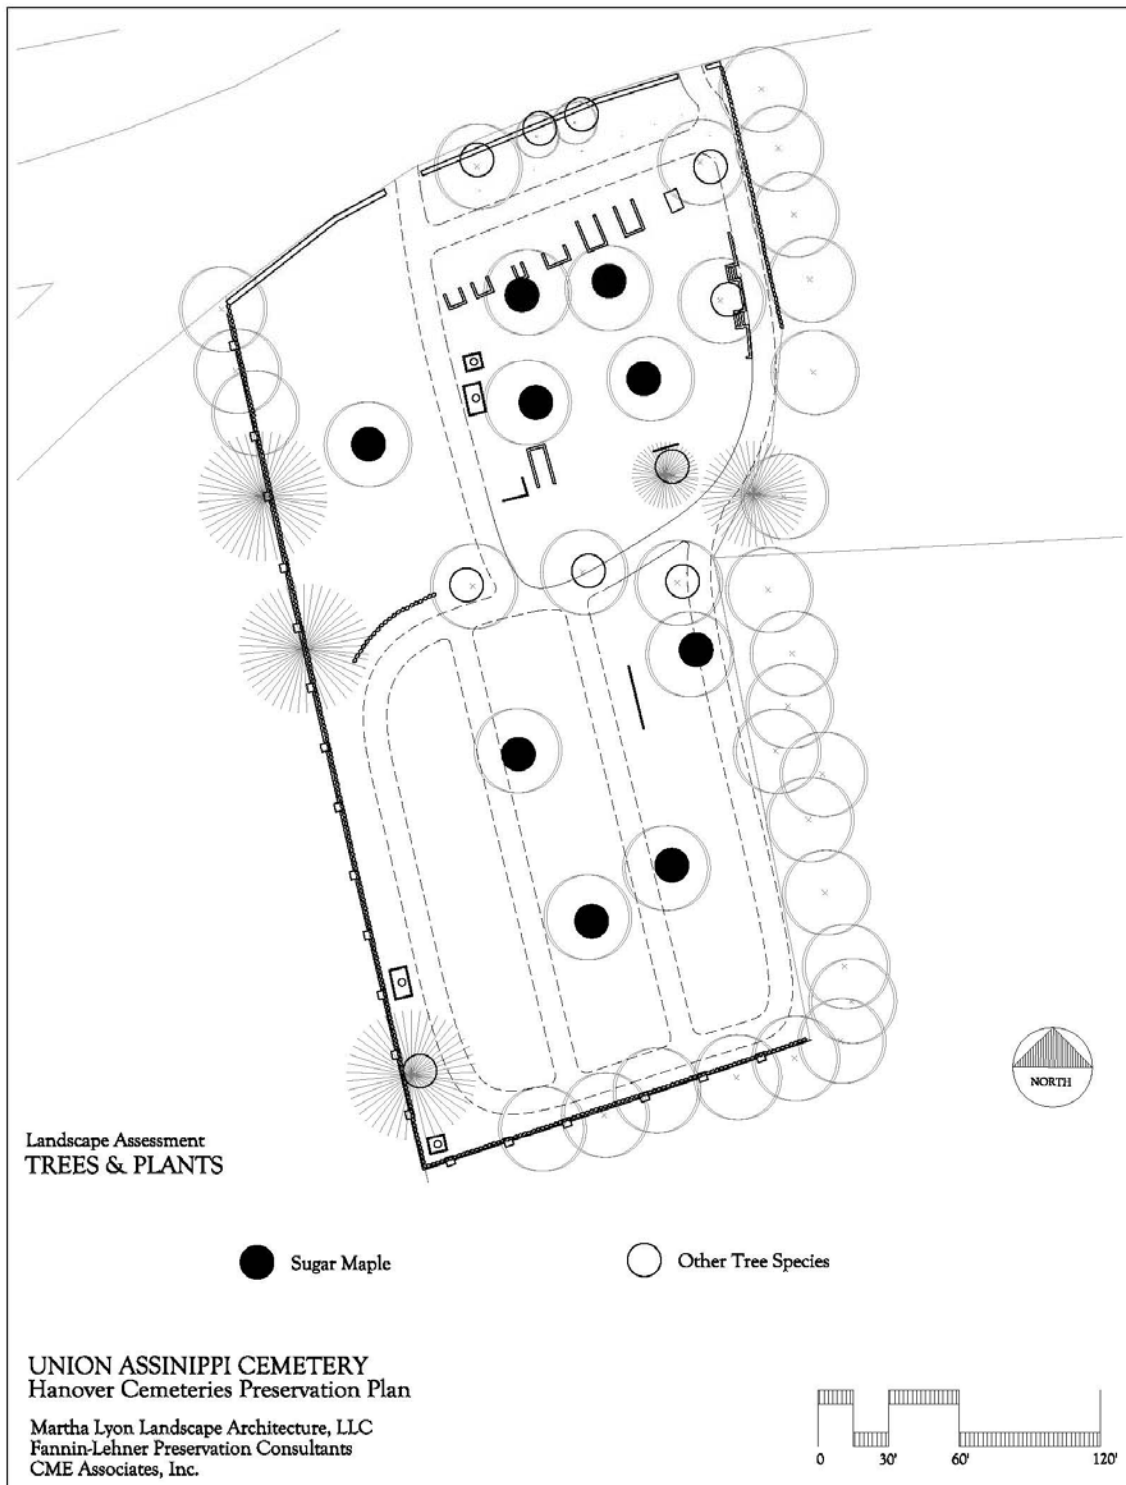 NORTH
Landscape Assessment
TREES & PLANTS
Sugar Maple
Other Tree Species
UNION ASSINIPPI CEMETERY
Hanover Cemeteries Preservation Plan
Martha Lyon Landscape Architecture, LLC
Fannin-Lehner Preservation Consultants
CME Associates, Inc.
0 30' 60' 120'